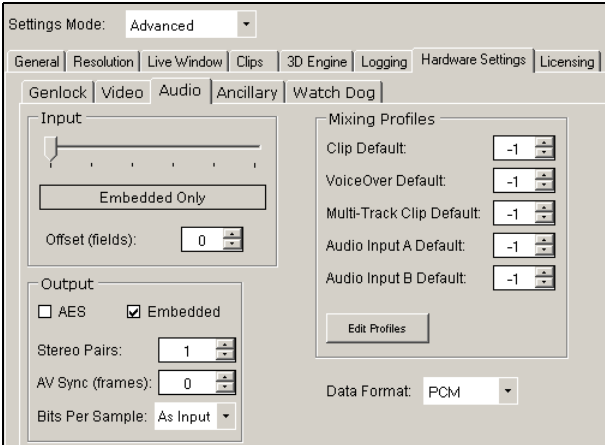 Settings Mode: Advanced
General Resolution Live Window Clips 3D Engine Logging Hardware Settings Licensing
Genlock Video Audio Ancillary Watch Dog
Input
Embedded Only
Offset (fields): 0
Output
AES Embedded
Stereo Pairs: 1
AV Sync (frames): 0
Bits Per Sample: As Input
Mixing Profiles
Clip Default: -1
VoiceOver Default: -1
Multi-Track Clip Default: -1
Audio Input A Default: -1
Audio Input B Default: -1
Edit Profiles
Data Format: PCM